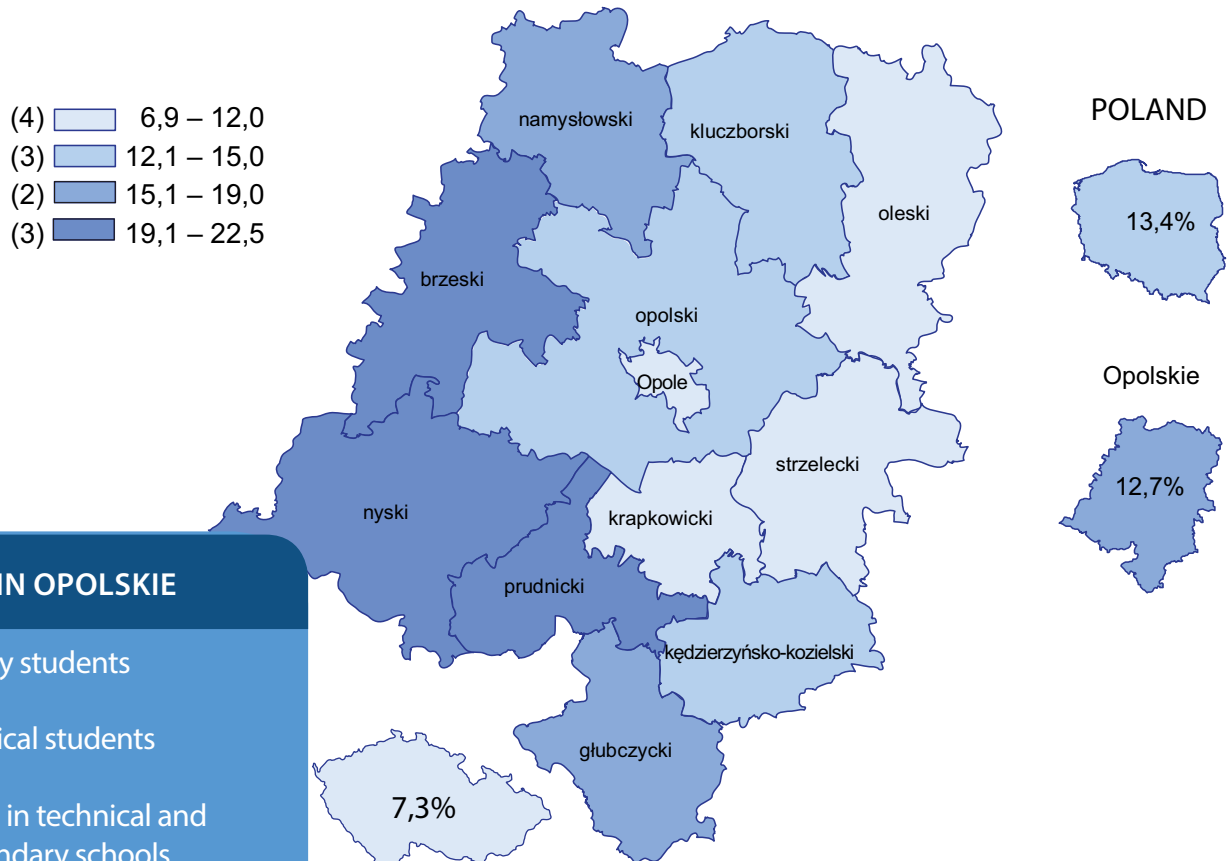 (4) 6,9 – 12,0
(3) 12,1 – 15,0
(2) 15,1 – 19,0
(3) 19,1 – 22,5
namysłowski
kluczborski
oleski
brzeski
opolski
Opole
strzelecki
nyski
krapkowicki
prudnicki
kędzierzyńsko-kozielski
głubczycki
POLAND
13,4%
Opolskie
12,7%
7,3%
IN OPOLSKIE
y students
ical students
in technical and
ndary schools